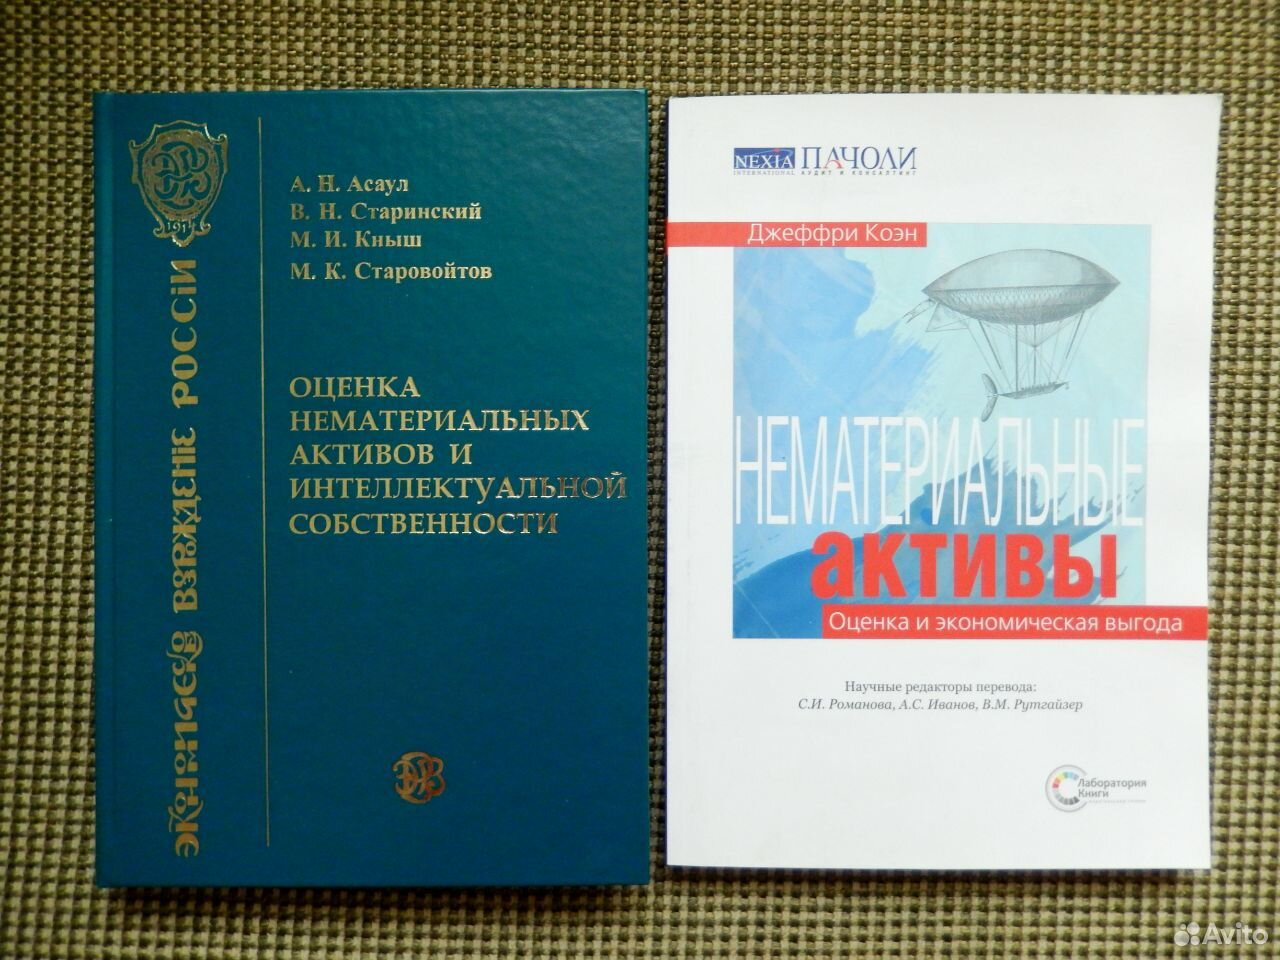 ЭКОНОМИЧЕСКОЕ ВОЗРОЖДЕНИЕ РОССИИ
1911
А. Н. Асаул
В. Н. Старинский
М. И. Кныш
М. К. Старовойтов
ОЦЕНКА
НЕМАТЕРИАЛЬНЫХ
АКТИВОВ И
ИНТЕЛЛЕКТУАЛЬНОЙ
СОБСТВЕННОСТИ
NEXIA ПАЧОЛИ
INTERNATIONAL АУДИТ И КОНСАЛТИНГ
Джеффри Коэн
НЕМАТЕРИАЛЬНЫЕ
активы
Оценка и экономическая выгода
Научные редакторы перевода:
С.И. Романова, А.С. Иванов, В.М. Рутгайзер
Лаборатория
Книги
Avito